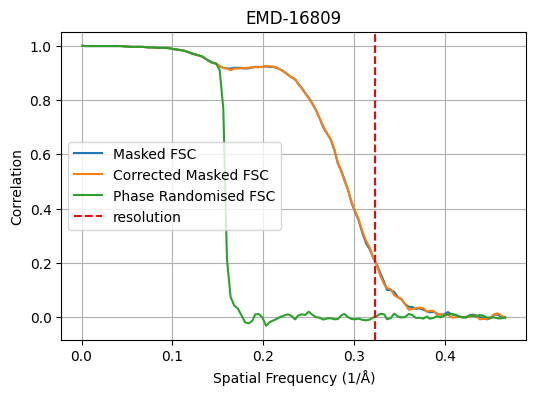 EMD-16809
1.0
0.8
0.6
0.4
0.2
0.0
Correlation
Masked FSC
Corrected Masked FSC
Phase Randomised FSC
resolution
0.0 0.1 0.2 0.3 0.4
Spatial Frequency (1/Å)